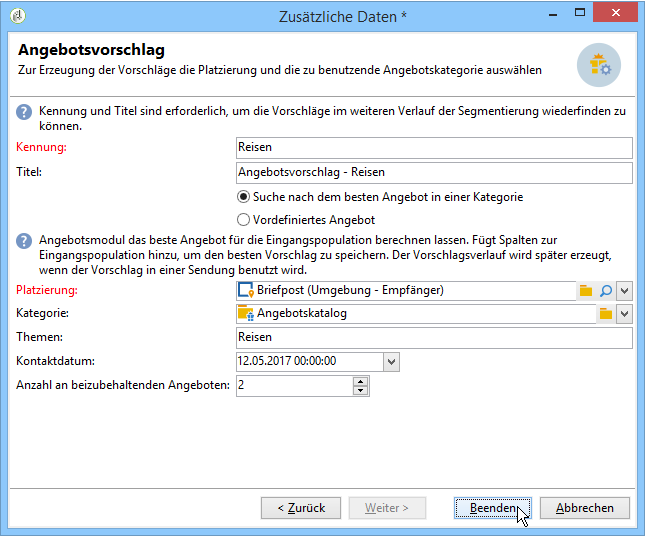 Zusätzliche Daten *
Angebotsvorschlag
Zur Erzeugung der Vorschläge die Platzierung und die zu benutzende Angebotskategorie auswählen
Kennung und Titel sind erforderlich, um die Vorschläge im weiteren Verlauf der Segmentierung wiederfinden zu
können.
Kennung: Reisen
Titel: Angebotsvorschlag - Reisen
Suche nach dem besten Angebot in einer Kategorie
Vordefiniertes Angebot
Angebotsmodul das beste Angebot für die Eingangspopulation berechnen lassen. Fügt Spalten zur
Eingangspopulation hinzu, um den besten Vorschlag zu speichern. Der Vorschlagsverlauf wird später erzeugt,
wenn der Vorschlag in einer Sendung benutzt wird.
Platzierung: Briefpost (Umgebung - Empfänger)
Kategorie: Angebotskatalog
Themen: Reisen
Kontaktdatum: 12.05.2017 00:00:00
Anzahl an beizubehaltenden Angeboten: 2
< Zurück Weiter > Beenden Abbrechen